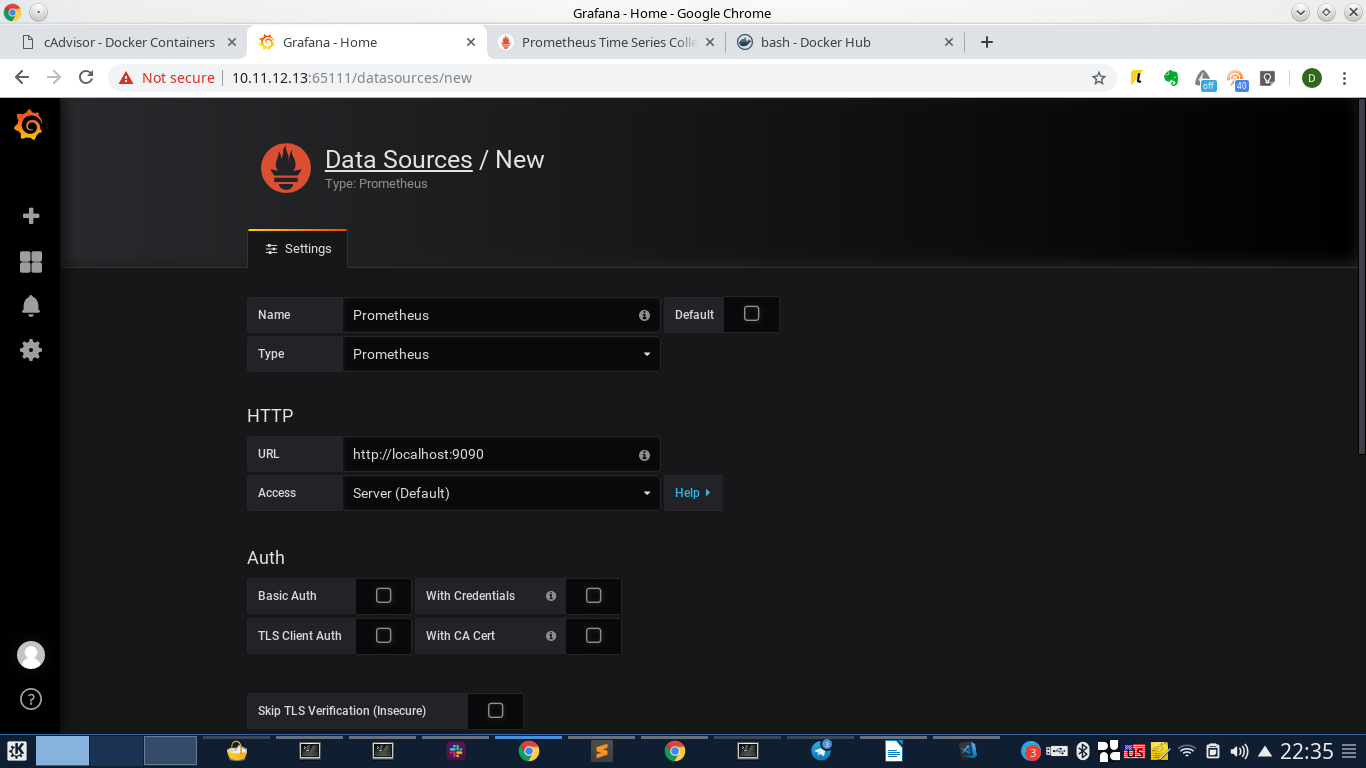 Grafana - Home - Google Chrome
cAdvisor - Docker Containers
Grafana - Home
Prometheus Time Series Colle
bash - Docker Hub
Not secure
10.11.12.13:65111/datasources/new
off
40
D
Data Sources / New
Type: Prometheus
Settings
Name
Prometheus
Default
Type
Prometheus
HTTP
URL
http://localhost:9090
Access
Server (Default)
Help
Auth
Basic Auth
With Credentials
TLS Client Auth
With CA Cert
Skip TLS Verification (Insecure)
3
3
US
22:35